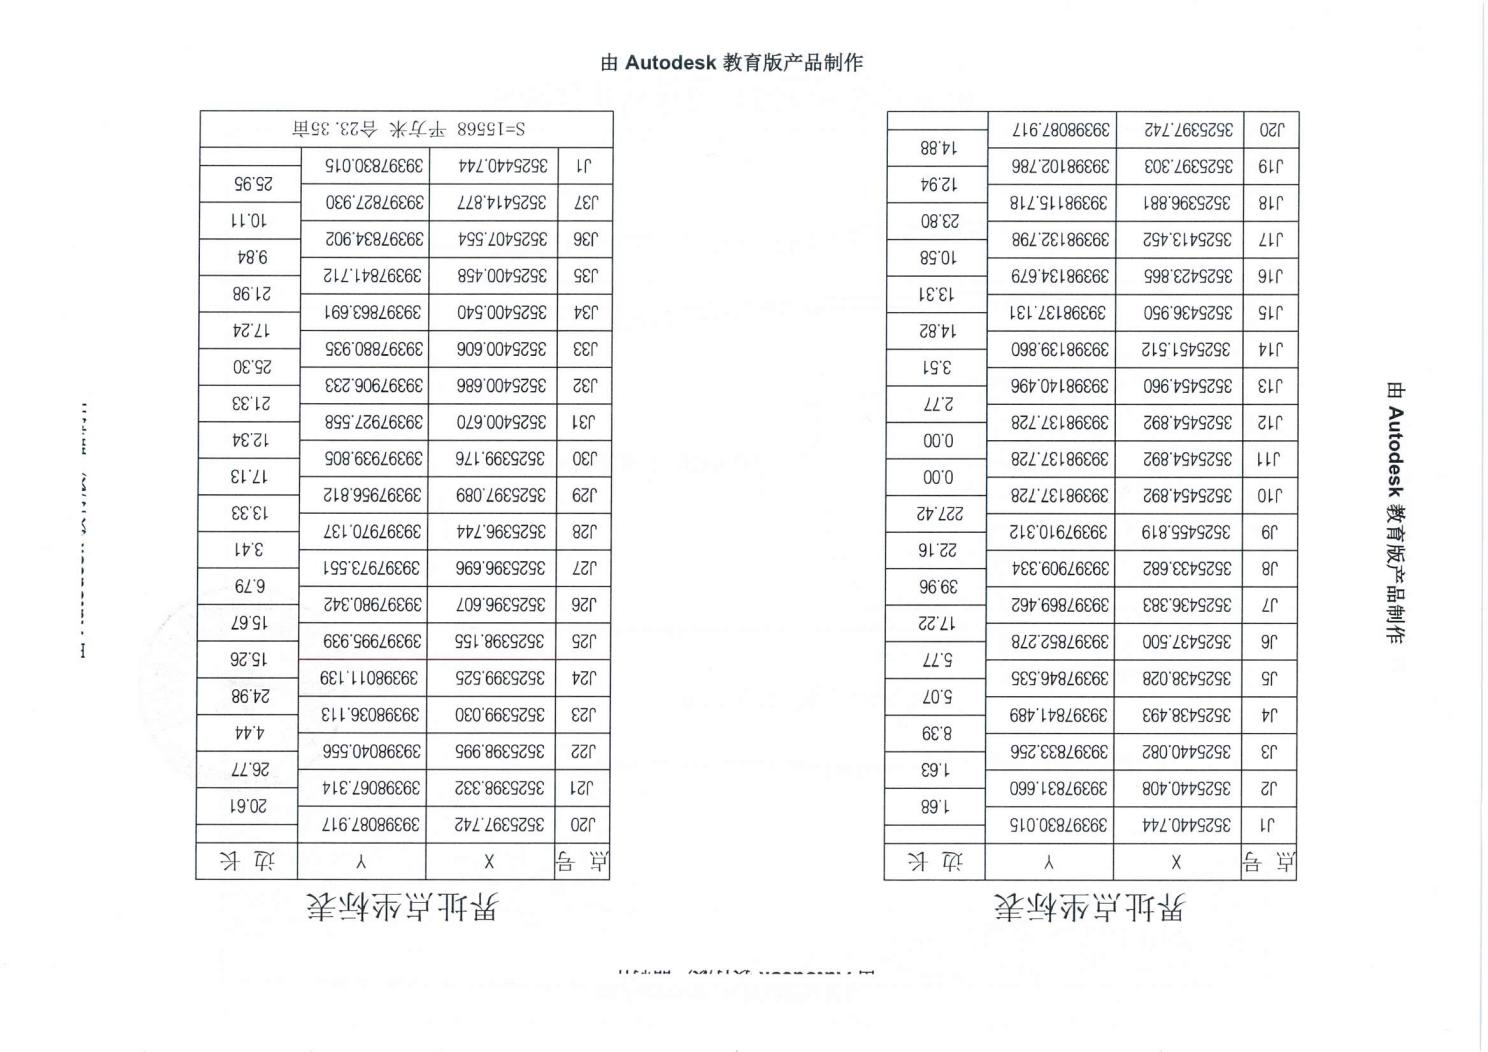 由 Autodesk 教育版产品制作
界址点坐标表
点 号 X Y 边 长
J1 3525440.744 39397830.015
1.68
J2 3525440.408 39397831.660
1.63
J3 3525440.082 39397833.256
8.39
J4 3525438.493 39397841.489
5.07
J5 3525438.028 39397846.535
5.77
J6 3525437.500 39397852.278
17.22
J7 3525436.383 39397869.462
39.96
J8 3525433.682 39397909.334
22.16
J9 3525455.819 39397910.312
227.42
J10 3525454.892 39398137.728
0.00
J11 3525454.892 39398137.728
0.00
J12 3525454.892 39398137.728
2.77
J13 3525454.960 39398140.496
3.51
J14 3525451.512 39398139.860
14.82
J15 3525436.950 39398137.131
13.31
J16 3525423.865 39398134.679
10.58
J17 3525413.452 39398132.798
23.80
J18 3525396.881 39398115.718
12.94
J19 3525397.303 39398102.786
14.88
J20 3525397.742 39398087.917
界址点坐标表
点 号 X Y 边 长
J20 3525397.742 39398087.917
20.61
J21 3525398.332 39398067.314
26.77
J22 3525398.995 39398040.556
4.44
J23 3525399.030 39398036.113
24.98
J24 3525399.525 39398011.139
15.26
J25 3525398.155 39397995.939
15.67
J26 3525396.607 39397980.342
6.79
J27 3525396.696 39397973.551
3.41
J28 3525396.744 39397970.137
13.33
J29 3525397.089 39397956.812
17.13
J30 3525399.176 39397939.805
12.34
J31 3525400.670 39397927.558
21.33
J32 3525400.686 39397906.233
25.30
J33 3525400.606 39397880.935
17.24
J34 3525400.540 39397863.691
21.98
J35 3525400.458 39397841.712
9.84
J36 3525407.554 39397834.902
10.11
J37 3525414.877 39397827.930
25.95
J1 3525440.744 39397830.015
S=15568 平方米 合23.35亩
由 Autodesk 教育版产品制作